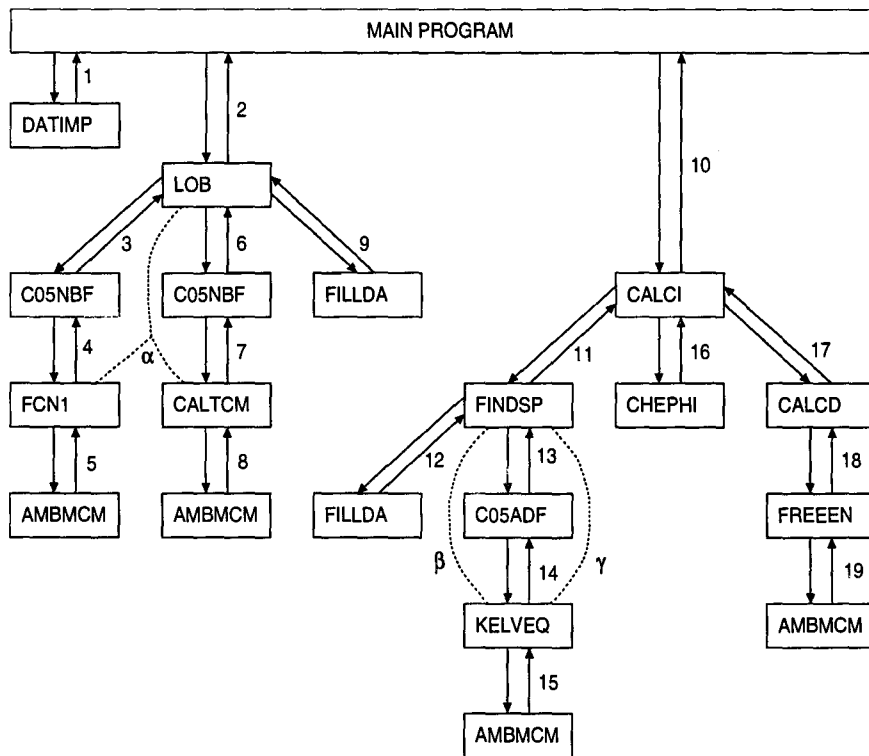 MAIN PROGRAM
1
2
10
DATIMP
LOB
3
6
9
C05NBF
C05NBF
FILLDA
CALCI
4
α
7
11
16
17
FCN1
CALTCM
FINDSP
CHEPHI
CALCD
5
8
12
13
18
AMBMCM
AMBMCM
FILLDA
C05ADF
FREEEN
β
14
γ
19
KELVEQ
AMBMCM
15
AMBMCM